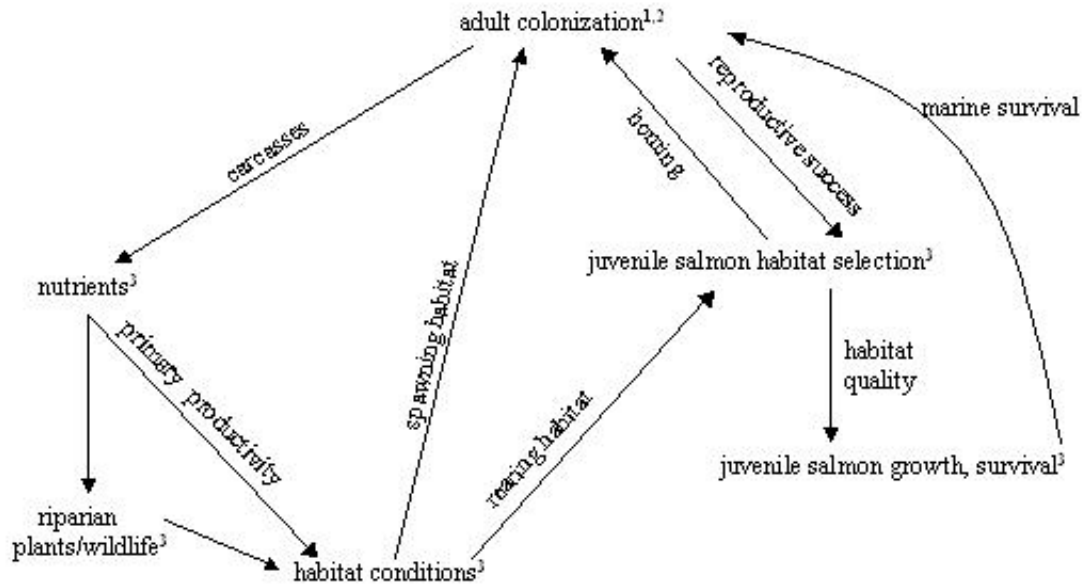 adult colonization1,2
reproductive success
marine survival
homing
carcasses
juvenile salmon habitat selection3
nutrients3
spawning habitat
primary productivity
habitat
quality
rearing habitat
juvenile salmon growth, survival3
riparian
plants/wildlife3
habitat conditions3